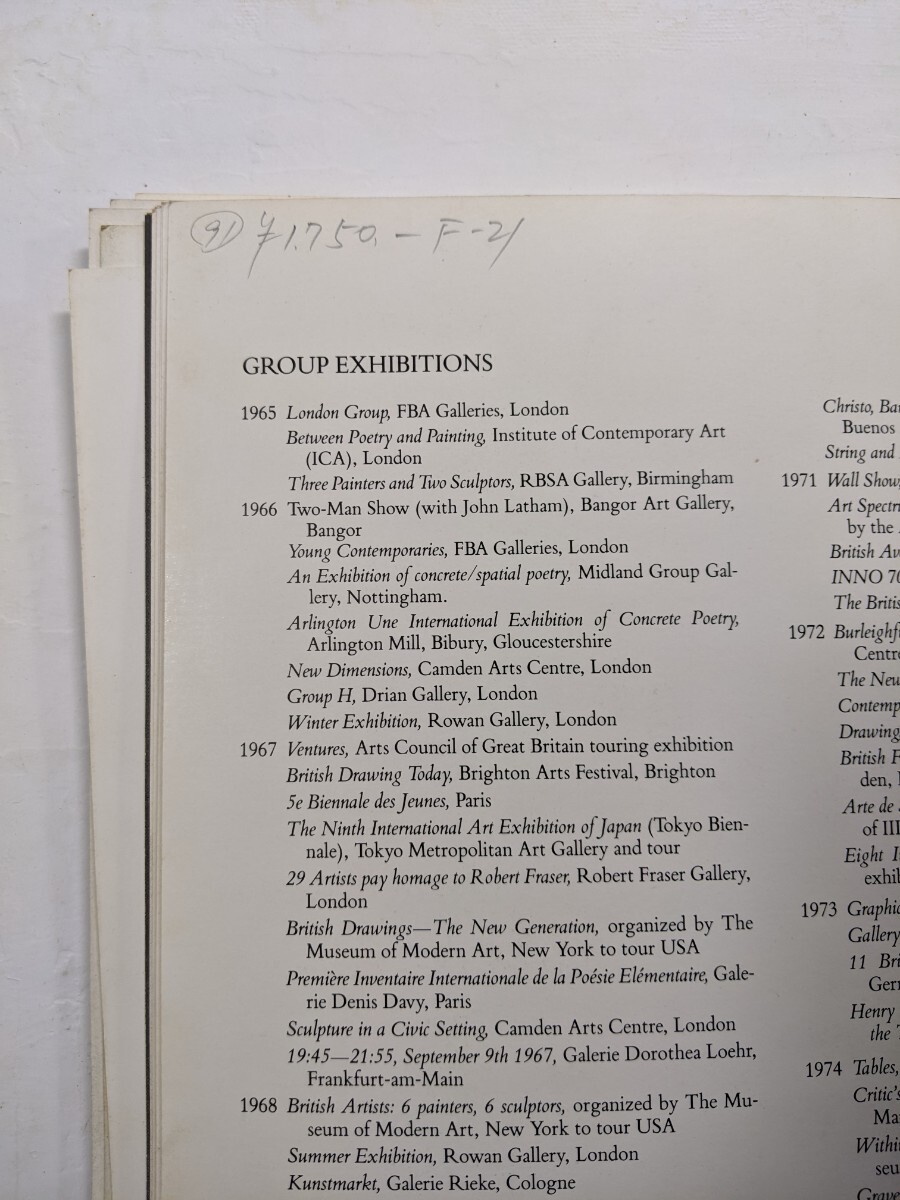 91 ¥1.750.- F-21
GROUP EXHIBITIONS
1965 London Group, FBA Galleries, London
Between Poetry and Painting, Institute of Contemporary Art
(ICA), London
Three Painters and Two Sculptors, RBSA Gallery, Birmingham
1966 Two-Man Show (with John Latham), Bangor Art Gallery,
Bangor
Young Contemporaries, FBA Galleries, London
An Exhibition of concrete/spatial poetry, Midland Group Gal-
lery, Nottingham.
Arlington Une International Exhibition of Concrete Poetry,
Arlington Mill, Bibury, Gloucestershire
New Dimensions, Camden Arts Centre, London
Group H, Drian Gallery, London
Winter Exhibition, Rowan Gallery, London
1967 Ventures, Arts Council of Great Britain touring exhibition
British Drawing Today, Brighton Arts Festival, Brighton
5e Biennale des Jeunes, Paris
The Ninth International Art Exhibition of Japan (Tokyo Bien-
nale), Tokyo Metropolitan Art Gallery and tour
29 Artists pay homage to Robert Fraser, Robert Fraser Gallery,
London
British Drawings—The New Generation, organized by The
Museum of Modern Art, New York to tour USA
Première Inventaire Internationale de la Poésie Elémentaire, Gale-
rie Denis Davy, Paris
Sculpture in a Civic Setting, Camden Arts Centre, London
19:45—21:55, September 9th 1967, Galerie Dorothea Loehr,
Frankfurt-am-Main
1968 British Artists: 6 painters, 6 sculptors, organized by The Mu-
seum of Modern Art, New York to tour USA
Summer Exhibition, Rowan Gallery, London
Kunstmarkt, Galerie Rieke, Cologne
Christo, Ba
Buenos
String and
1971 Wall Show,
Art Spectr
by the
British Aw
INNO 70
The Britis
1972 Burleighf
Centre
The New
Contemp
Drawing
British F
den,
Arte de
of III
Eight I
exhib
1973 Graphic
Gallery
11 Bri
Gern
Henry
the
1974 Tables,
Critic's
Ma
Within
seu
Grave